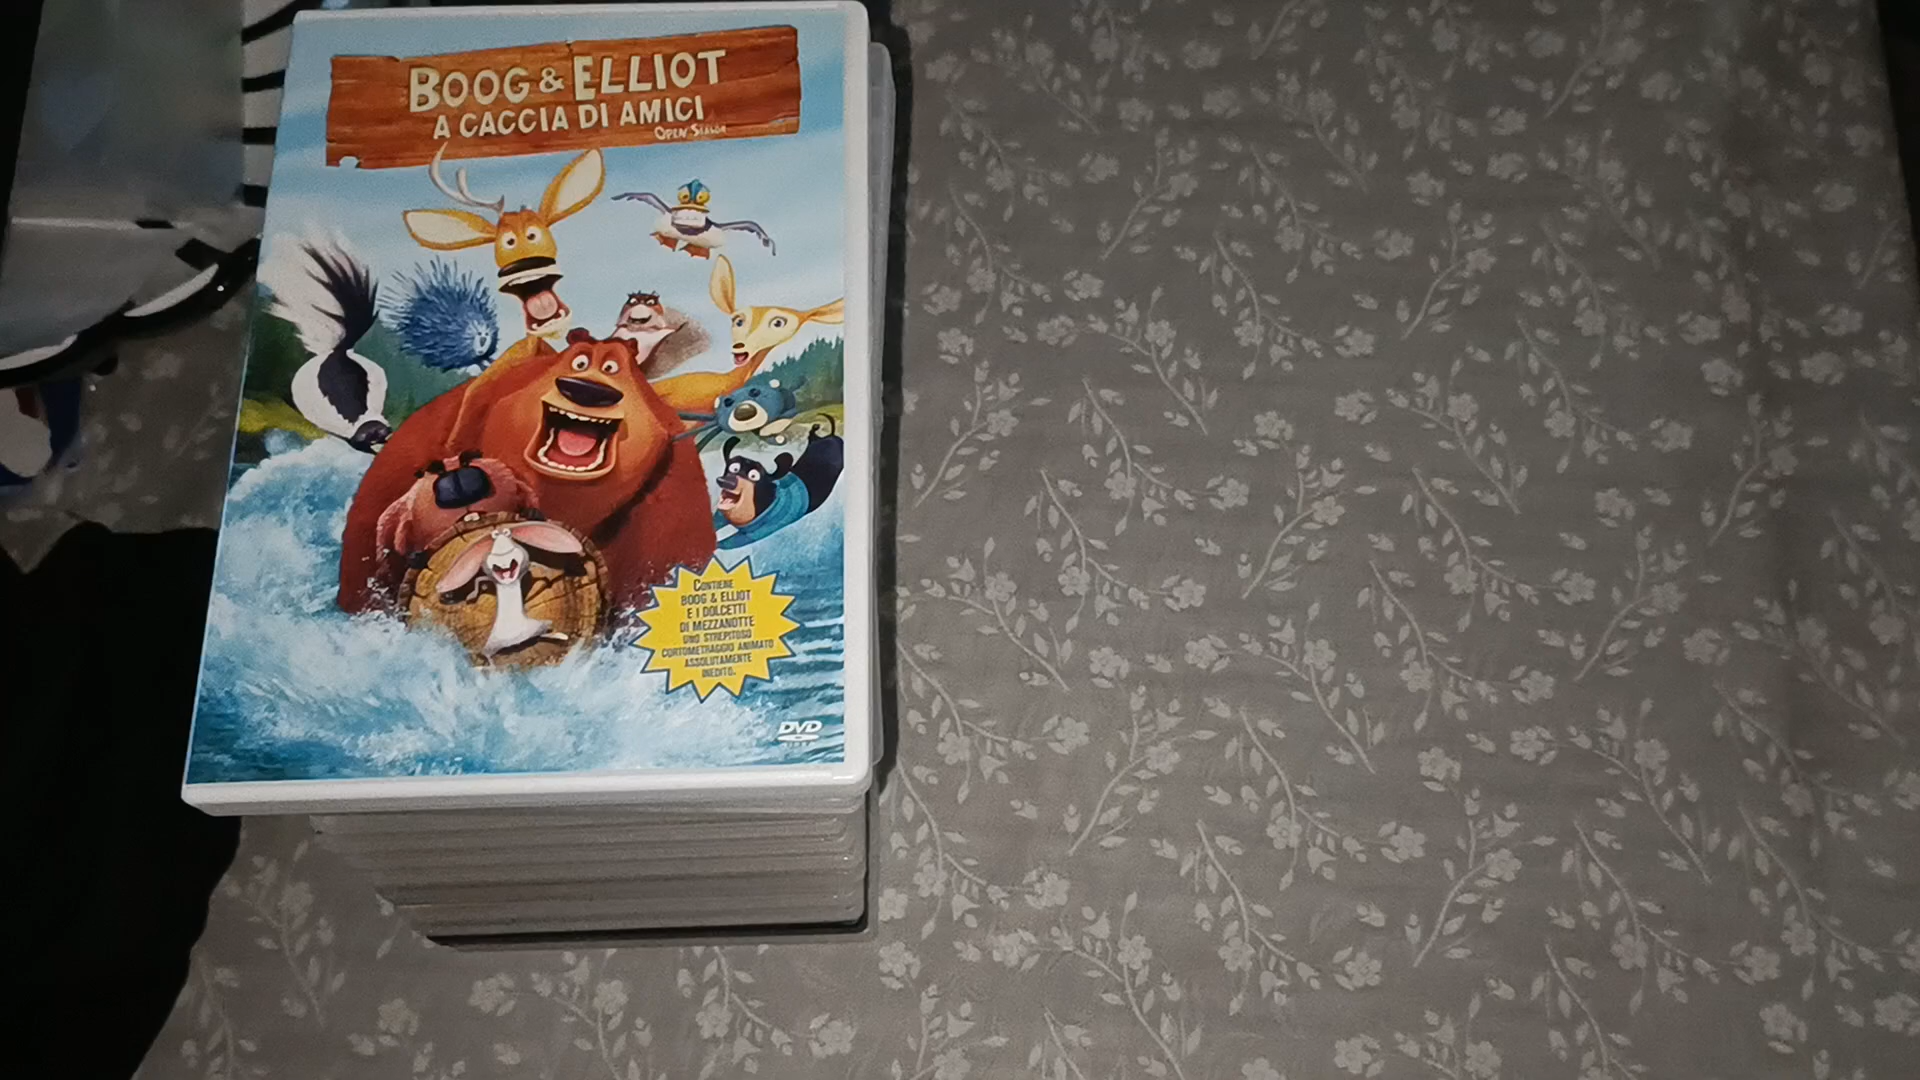 BOOG & ELLIOT
A CACCIA DI AMICI
OPEN SEASON
CONTIENE
BOOG & ELLIOT
E I DOLCETTI
DI MEZZANOTTE
UNO STREPITOSO
CORTOMETRAGGIO ANIMATO
ASSOLUTAMENTE
INEDITO.
DVD
VIDEO